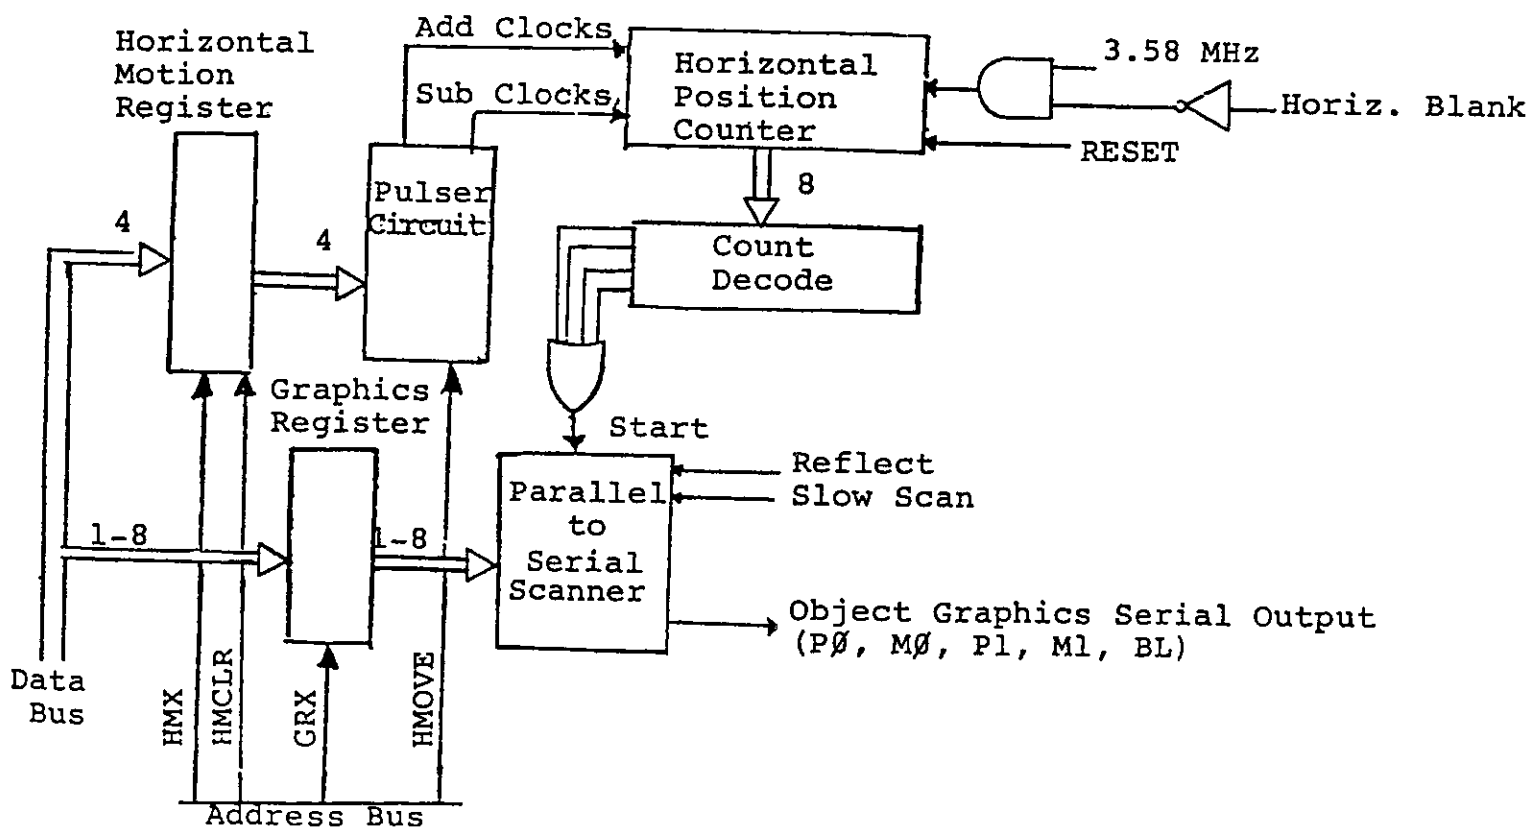 Add Clocks
Horizontal
Motion
Register
Sub Clocks
Horizontal
Position
Counter
3.58 MHz
Horiz. Blank
RESET
8
Pulser
Circuit
4
4
Count
Decode
Graphics
Register
Start
Reflect
Slow Scan
Parallel
to
Serial
Scanner
1-8
1-8
Object Graphics Serial Output
(PØ, MØ, P1, M1, BL)
Data
Bus
HMX
HMCLR
GRX
HMOVE
Address Bus